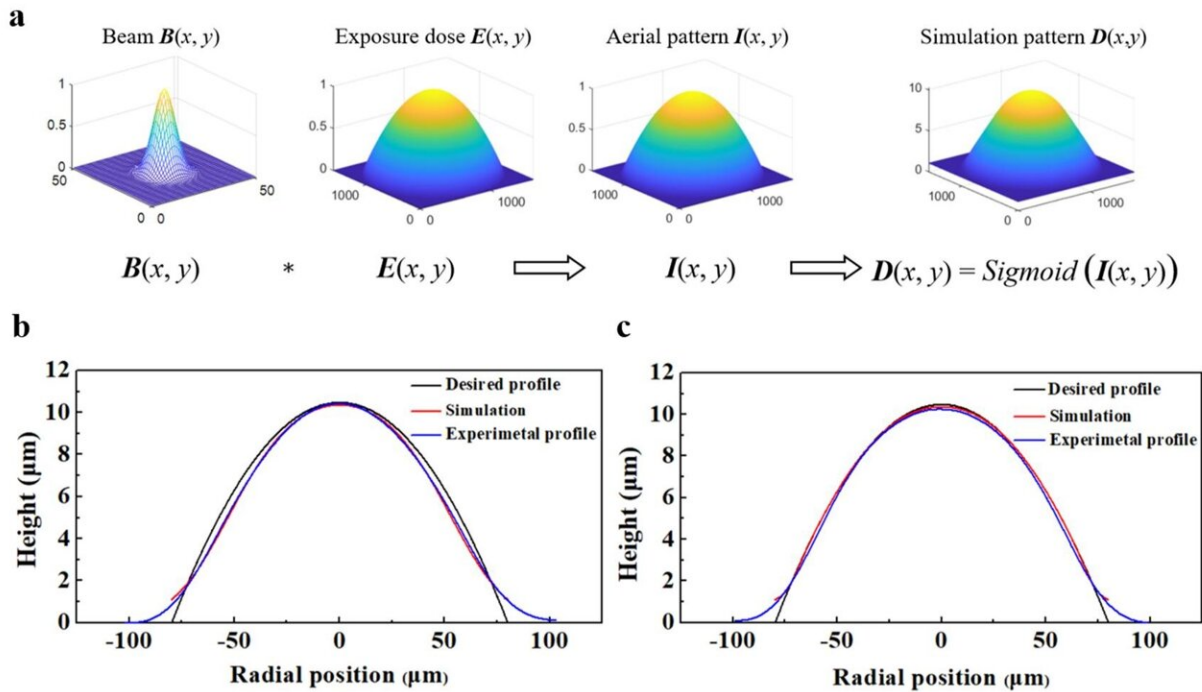 a
Beam B(x, y)
Exposure dose E(x, y)
Aerial pattern I(x, y)
Simulation pattern D(x,y)
1
0.5
0
50
0 0
50
1
0.5
0
1000
0 0
1000
1
0.5
0
1000
0 0
1000
10
5
0
1000
0 0
1000
B(x, y) * E(x, y) ⇒ I(x, y) ⇒ D(x, y) = Sigmoid (I(x, y))
b
12
10
8
6
4
2
0
Height (μm)
Desired profile
Simulation
Experimetal profile
-100 -50 0 50 100
Radial position (μm)
c
12
10
8
6
4
2
0
Height (μm)
Desired profile
Simulation
Experimetal profile
-100 -50 0 50 100
Radial position (μm)